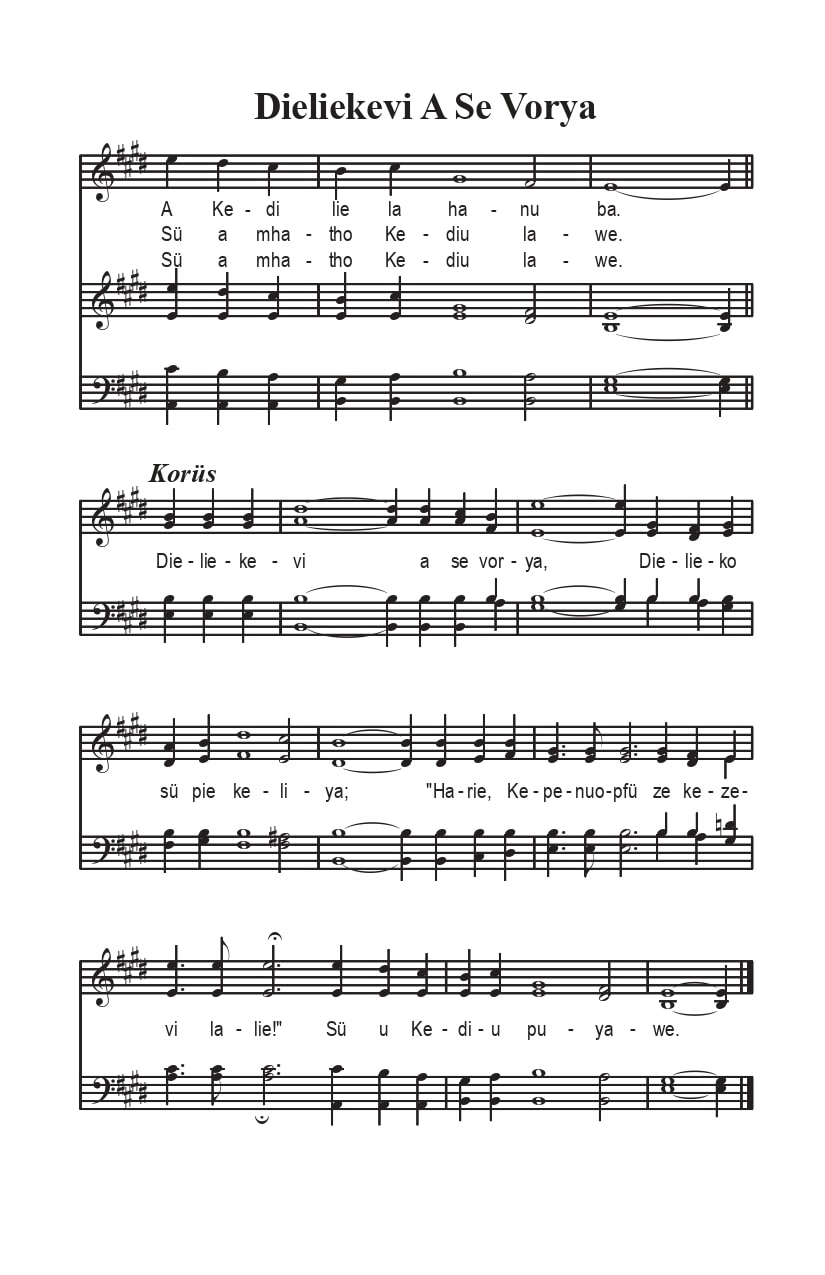 Dieliekevi A Se Vorya
A Ke - di lie la ha - nu ba.
Sü a mha - tho Ke - diu la - we.
Sü a mha - tho Ke - diu la - we.
Korüs
Die - lie - ke - vi a se vor - ya, Die - lie - ko
sü pie ke - li - ya; "Ha - rie, Ke - pe - nuo - pfü ze ke - ze -
vi la - lie!" Sü u Ke - di - u pu - ya - we.